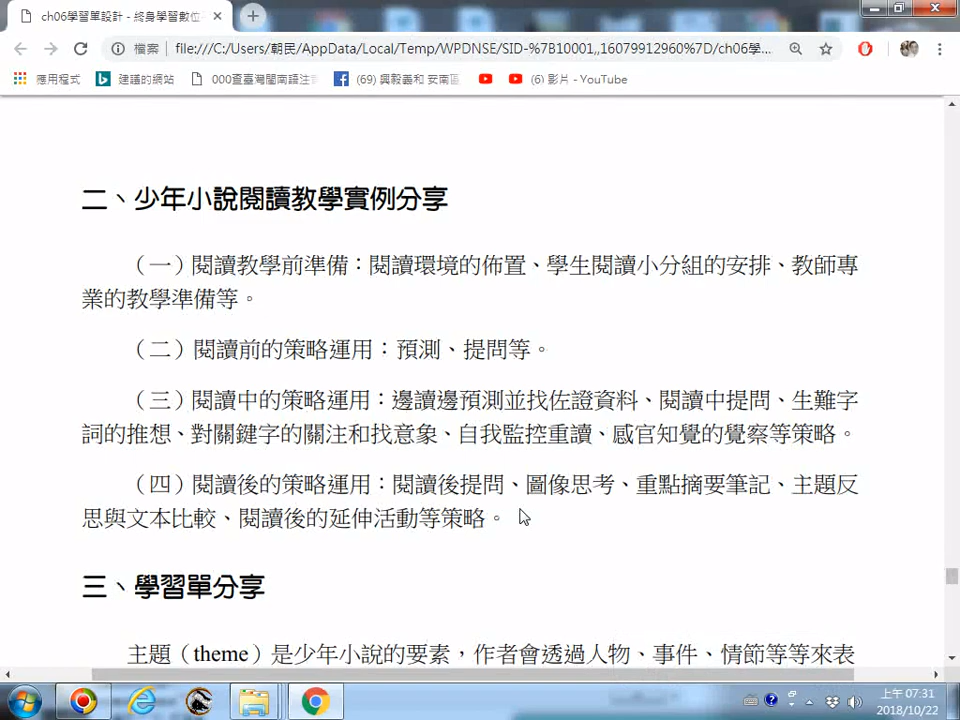 ch06學習單設計 - 終身學習數位
檔案
file:///C:/Users/朝民/AppData/Local/Temp/WPDNSE/SID-%7B10001,,16079912960%7D/ch06學...
應用程式
建議的網站
000查臺灣閩南語注
(69) 興穀善和 安南區
(6) 影片 - YouTube
二、少年小說閱讀教學實例分享
（一）閱讀教學前準備：閱讀環境的佈置、學生閱讀小分組的安排、教師專
業的教學準備等。
（二）閱讀前的策略運用：預測、提問等。
（三）閱讀中的策略運用：邊讀邊預測並找佐證資料、閱讀中提問、生難字
詞的推想、對關鍵字的關注和找意象、自我監控重讀、感官知覺的覺察等策略。
（四）閱讀後的策略運用：閱讀後提問、圖像思考、重點摘要筆記、主題反
思與文本比較、閱讀後的延伸活動等策略。
三、學習單分享
主題（theme）是少年小說的要素，作者會透過人物、事件、情節等等來表
上午 07:31
2018/10/22